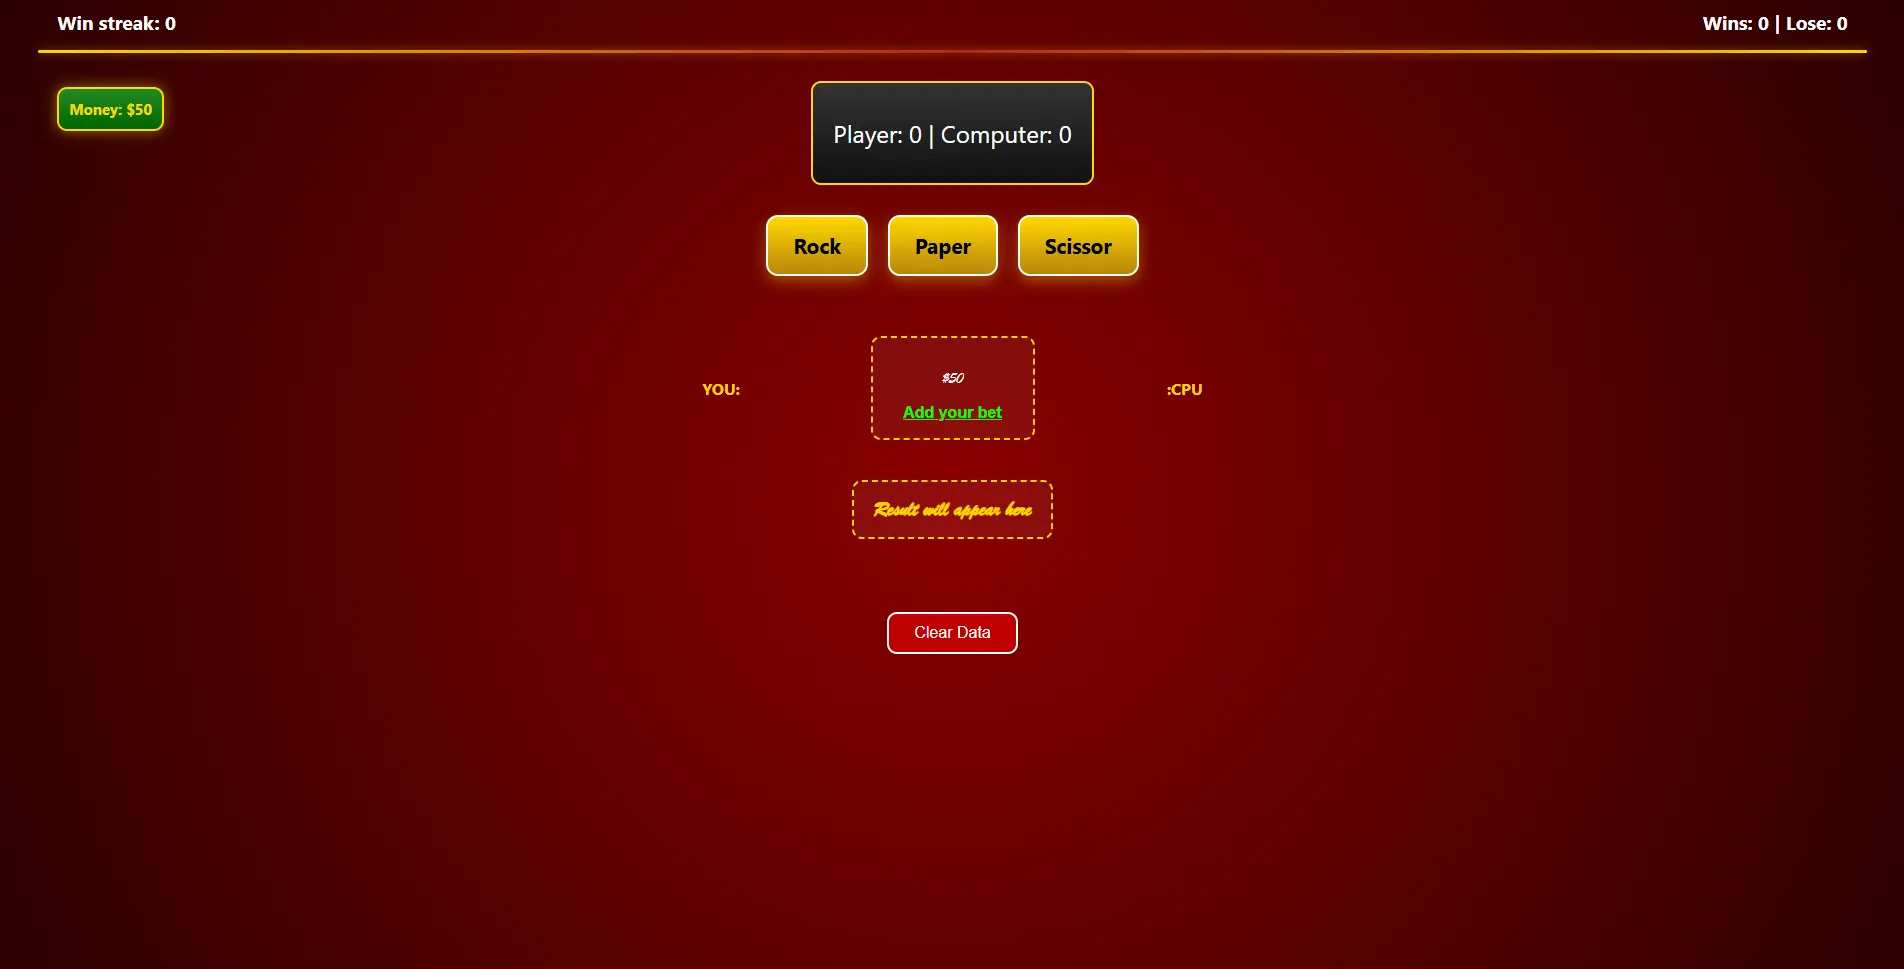 Win streak: 0
Wins: 0 | Lose: 0
Money: $50
Player: 0 | Computer: 0
Rock
Paper
Scissor
$50
YOU:
Add your bet
:CPU
Result will appear here
Clear Data